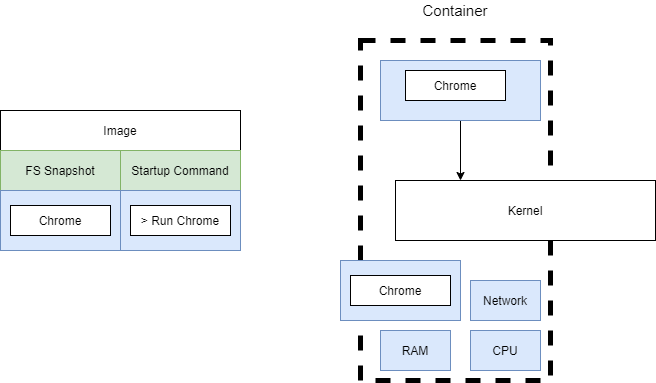 Container
Chrome
Image
FS Snapshot
Startup Command
Chrome
> Run Chrome
Kernel
Chrome
Network
RAM
CPU